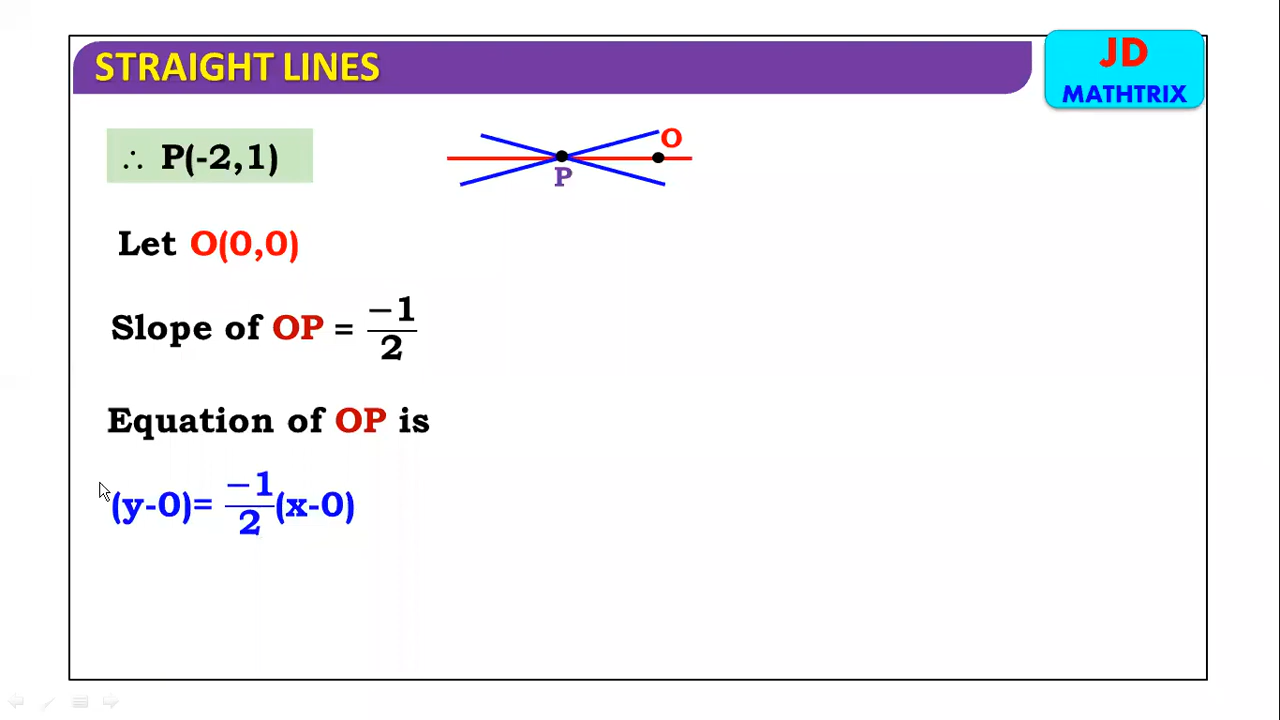 STRAIGHT LINES
JD
MATHTRIX
∴ P(-2,1)
O
P
Let O(0,0)
Slope of OP = −1/2
Equation of OP is
(y-0)= −1/2 (x-0)